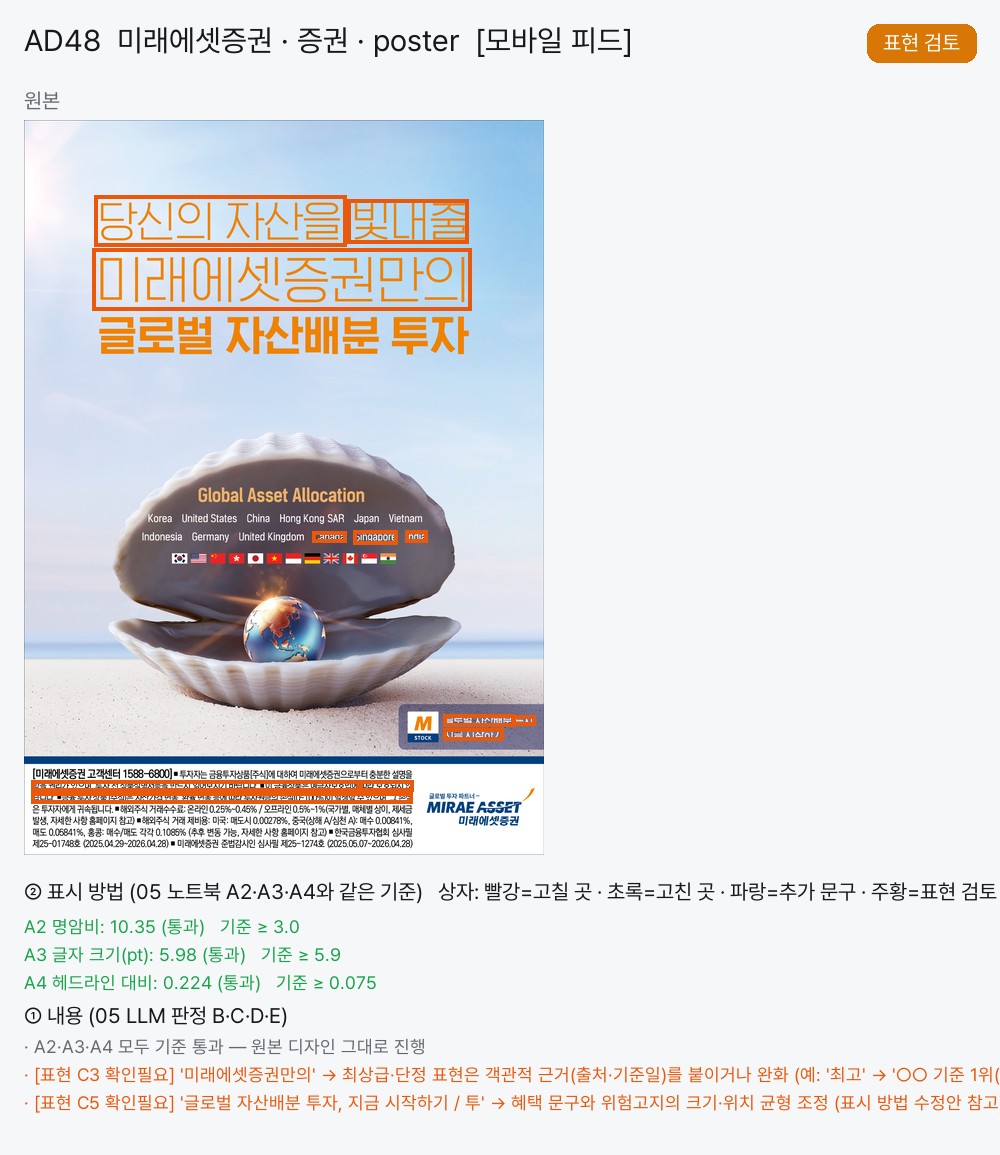 AD48 미래에셋증권 · 증권 · poster [모바일 피드]
표현 검토
원본
당신의 자산을 빛내줄
미래에셋증권만의
글로벌 자산배분 투자
Global Asset Allocation
Korea United States China Hong Kong SAR Japan Vietnam
Indonesia Germany United Kingdom Canada Singapore India
M
STOCK
[미래에셋증권 고객센터 1588-6800] ■ 투자자는 금융투자상품(주식)에 대하여 미래에셋증권으로부터 충분한 설명을
은 투자자에게 귀속됩니다. ■ 해외주식 거래수수료: 온라인 0.25%~0.45% / 오프라인 0.5%~1%(국가별, 매체별 상이, 제세금
발생, 자세한 사항 홈페이지 참고) ■ 해외주식 거래 제비용: 미국: 매도시 0.00278%, 중국(상해 A/심천 A): 매수 0.00841%,
매도 0.05841%, 홍콩: 매수/매도 각각 0.1085% (추후 변동 가능, 자세한 사항 홈페이지 참고) ■ 한국금융투자협회 심사필
제25-01748호 (2025.04.29~2026.04.28) ■ 미래에셋증권 준법감시인 심사필 제25-1274호 (2025.05.07~2026.04.28)
글로벌 투자 파트너 –
MIRAE ASSET
미래에셋증권
② 표시 방법 (05 노트북 A2·A3·A4와 같은 기준) 상자: 빨강=고칠 곳 · 초록=고친 곳 · 파랑=추가 문구 · 주황=표현 검토
A2 명암비: 10.35 (통과) 기준 ≥ 3.0
A3 글자 크기(pt): 5.98 (통과) 기준 ≥ 5.9
A4 헤드라인 대비: 0.224 (통과) 기준 ≥ 0.075
① 내용 (05 LLM 판정 B·C·D·E)
· A2·A3·A4 모두 기준 통과 — 원본 디자인 그대로 진행
· [표현 C3 확인필요] '미래에셋증권만의' → 최상급·단정 표현은 객관적 근거(출처·기준일)를 붙이거나 완화 (예: '최고' → '○○ 기준 1위(
· [표현 C5 확인필요] '글로벌 자산배분 투자, 지금 시작하기 / 투' → 혜택 문구와 위험고지의 크기·위치 균형 조정 (표시 방법 수정안 참고